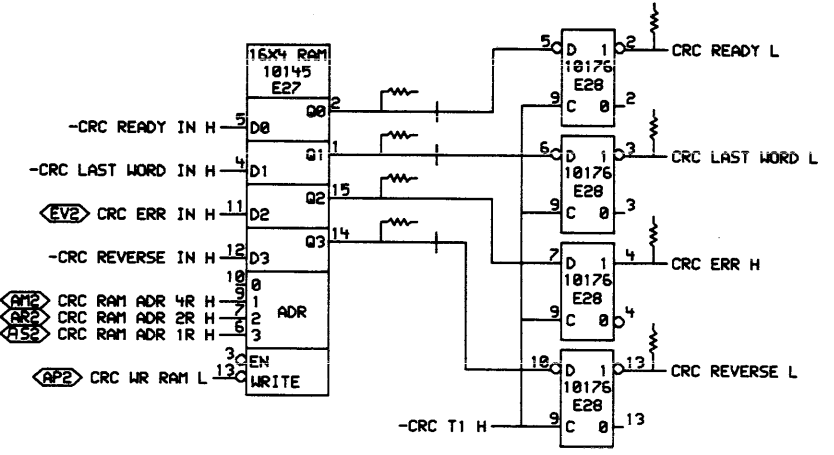 16X4 RAM
10145
E27
-CRC READY IN H 5 D0 Q0 2
-CRC LAST WORD IN H 4 D1 Q1 1
EV2 CRC ERR IN H 11 D2 Q2 15
-CRC REVERSE IN H 12 D3 Q3 14
10 0
AM2 CRC RAM ADR 4R H 9 1
AR2 CRC RAM ADR 2R H 7 2
AS2 CRC RAM ADR 1R H 6 3
ADR
3 EN
AP2 CRC WR RAM L 13 WRITE
5 D 1 2 CRC READY L
10176
E28
9 C 0 2
6 D 1 3 CRC LAST WORD L
10176
E28
9 C 0 3
7 D 1 4 CRC ERR H
10176
E28
9 C 0 4
10 D 1 13 CRC REVERSE L
10176
E28
-CRC T1 H 9 C 0 13